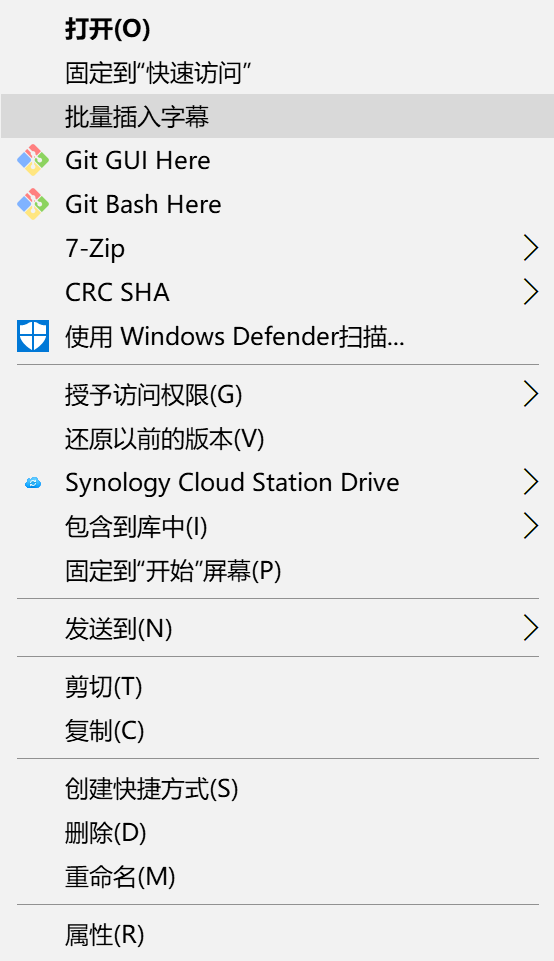 打开(O)
固定到“快速访问”
批量插入字幕
Git GUI Here
Git Bash Here
7-Zip
CRC SHA
使用 Windows Defender扫描...
授予访问权限(G)
还原以前的版本(V)
Synology Cloud Station Drive
包含到库中(I)
固定到“开始”屏幕(P)
发送到(N)
剪切(T)
复制(C)
创建快捷方式(S)
删除(D)
重命名(M)
属性(R)